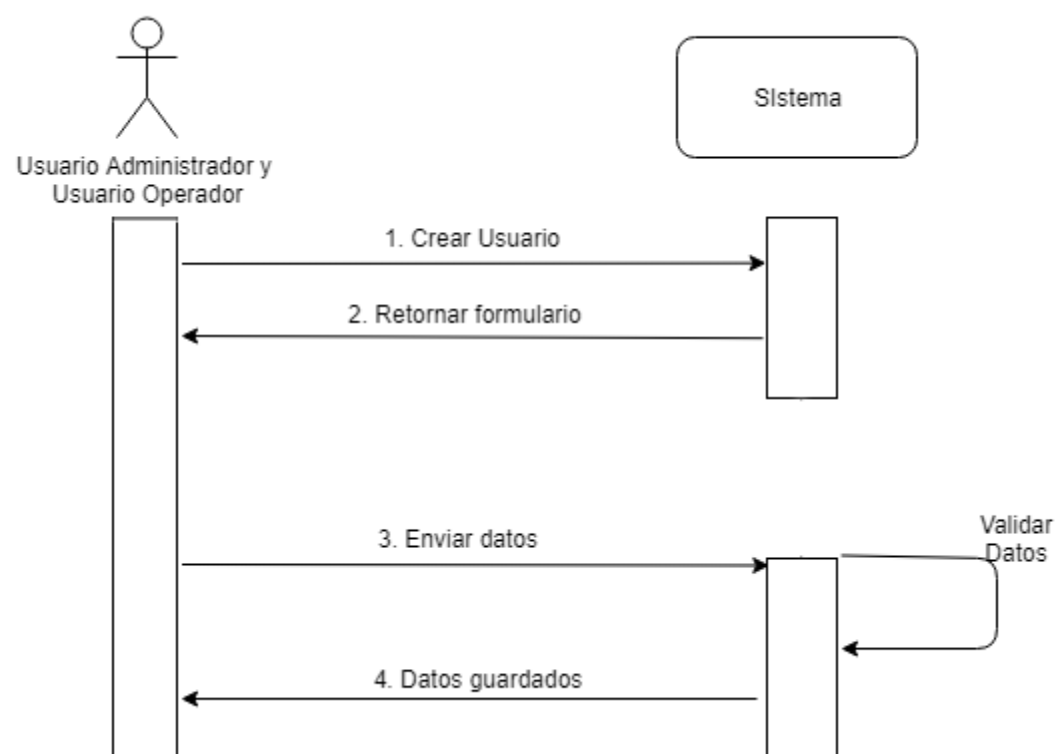 SIstema
Usuario Administrador y
Usuario Operador
1. Crear Usuario
2. Retornar formulario
3. Enviar datos
Validar
Datos
4. Datos guardados